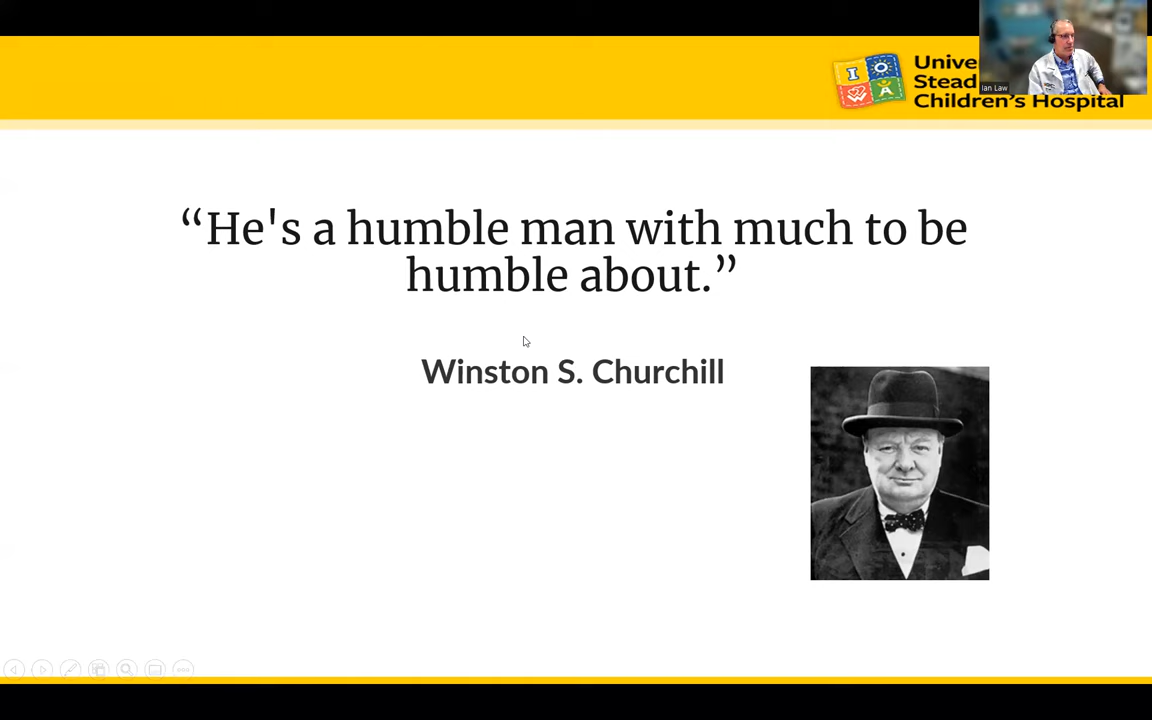 Unive
Stead
Children's Hospital
I O
W A
Ian Law
“He's a humble man with much to be
humble about.”
Winston S. Churchill